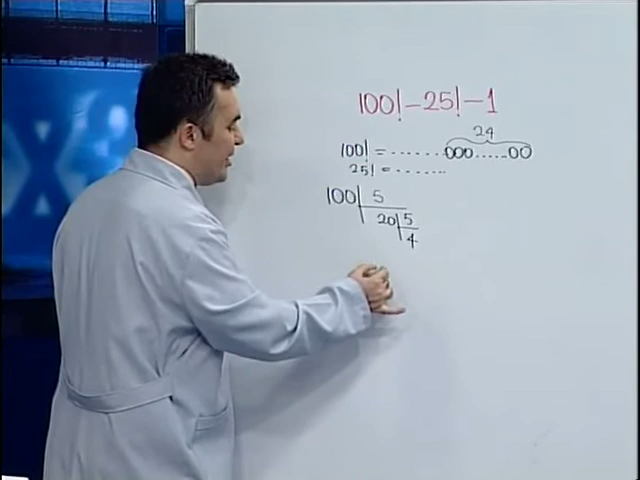 100! - 25! - 1
24
100! = . . . . . . . 000 . . . . . 00
25! = . . . . . . .
100 | 5
20 | 5
4